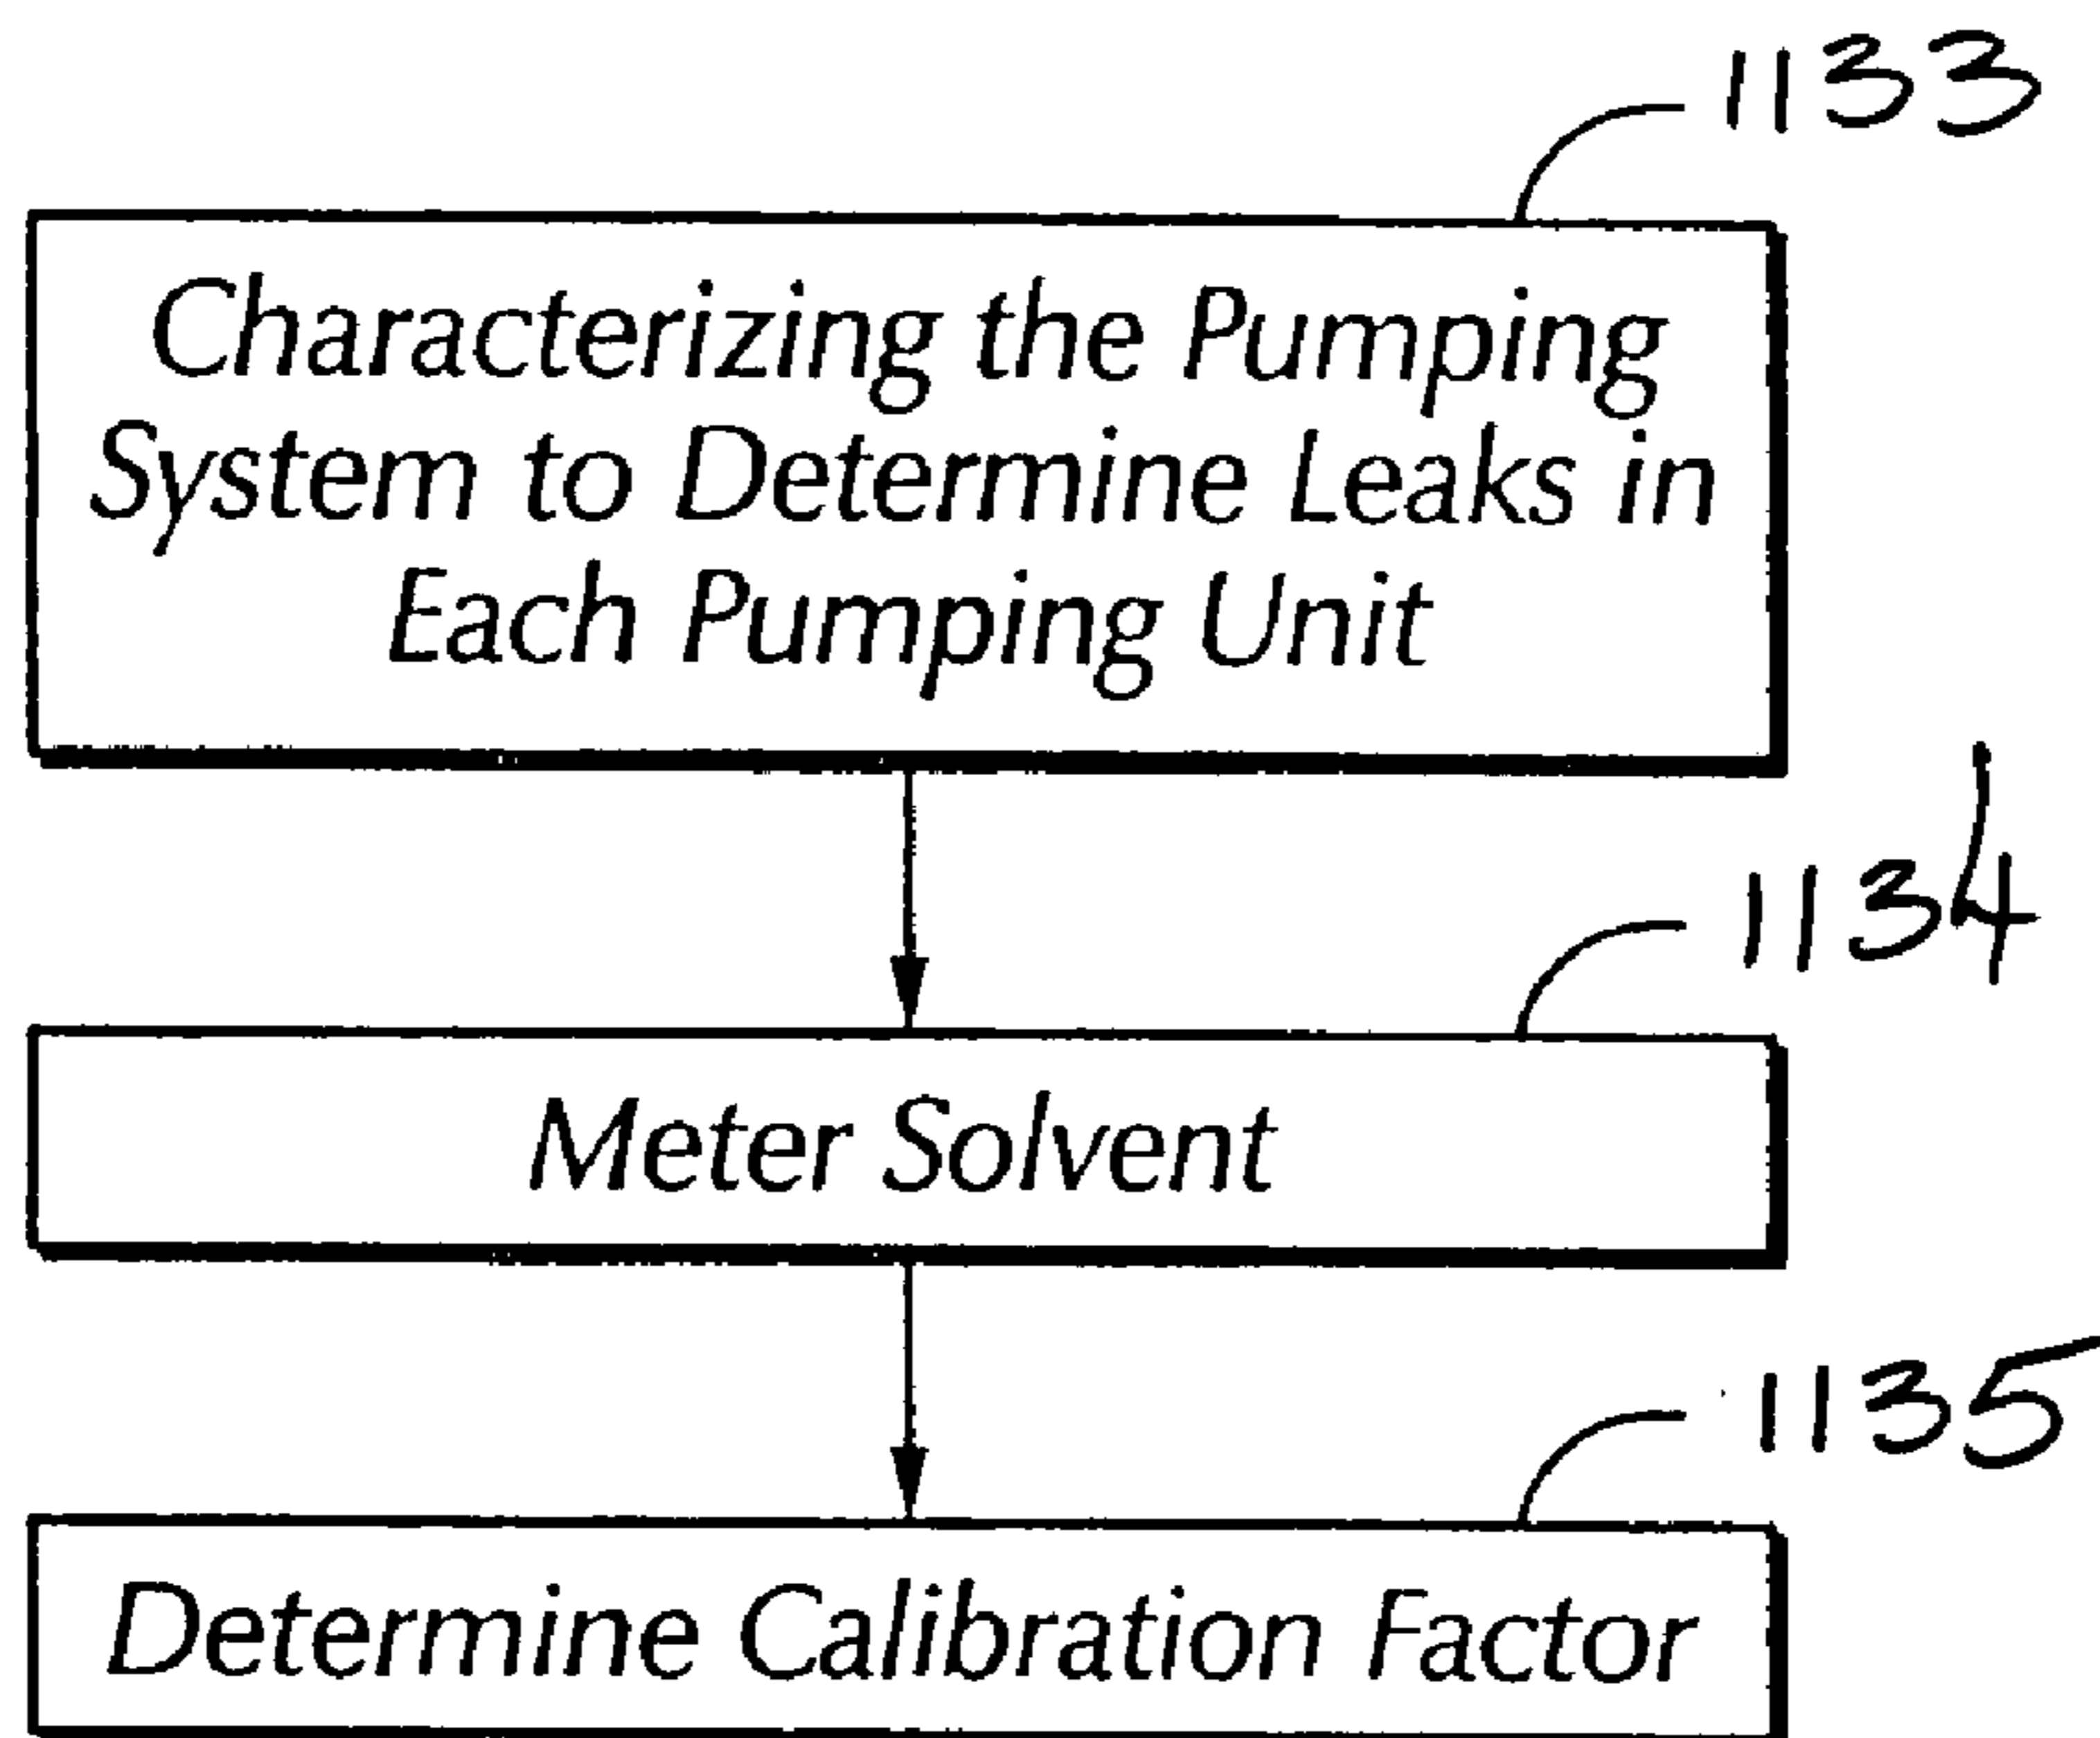 1133
Characterizing the Pumping
System to Determine Leaks in
Each Pumping Unit
1134
Meter Solvent
1135
Determine Calibration Factor